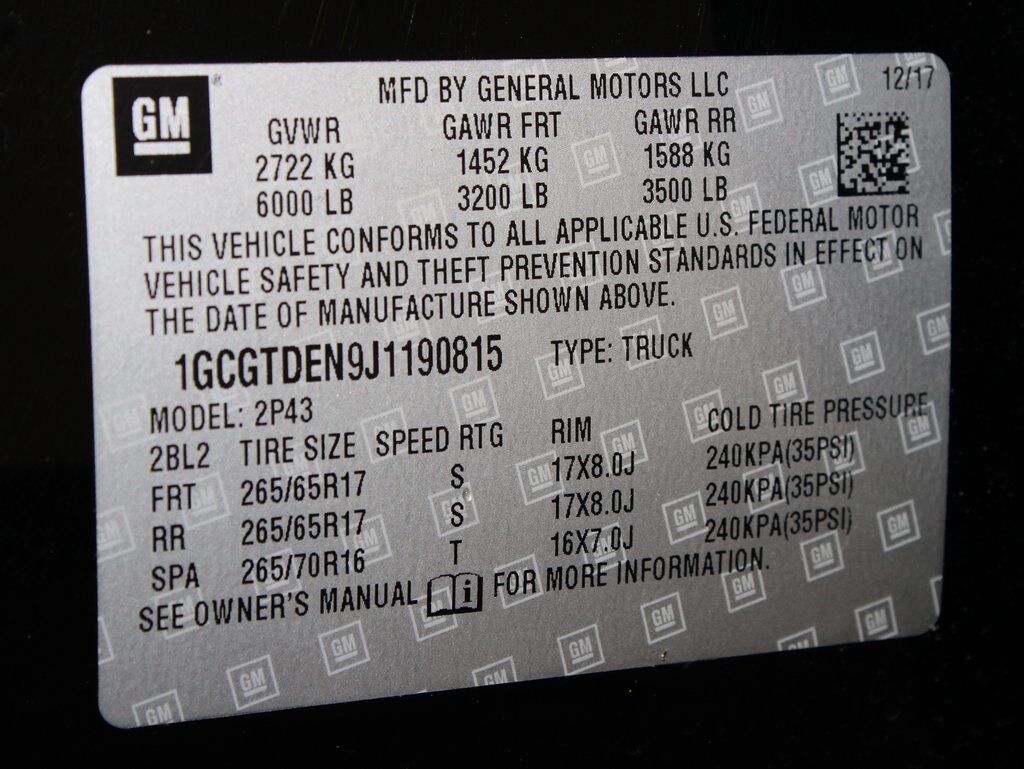 GM
MFD BY GENERAL MOTORS LLC 12/17
GVWR GAWR FRT GAWR RR
2722 KG 1452 KG 1588 KG
6000 LB 3200 LB 3500 LB
THIS VEHICLE CONFORMS TO ALL APPLICABLE U.S. FEDERAL MOTOR
VEHICLE SAFETY AND THEFT PREVENTION STANDARDS IN EFFECT ON
THE DATE OF MANUFACTURE SHOWN ABOVE.
1GCGTDEN9J1190815 TYPE: TRUCK
MODEL: 2P43
2BL2 TIRE SIZE SPEED RTG RIM COLD TIRE PRESSURE
FRT 265/65R17 S 17X8.0J 240KPA(35PSI)
RR 265/65R17 S 17X8.0J 240KPA(35PSI)
SPA 265/70R16 T 16X7.0J 240KPA(35PSI)
SEE OWNER'S MANUAL i FOR MORE INFORMATION.